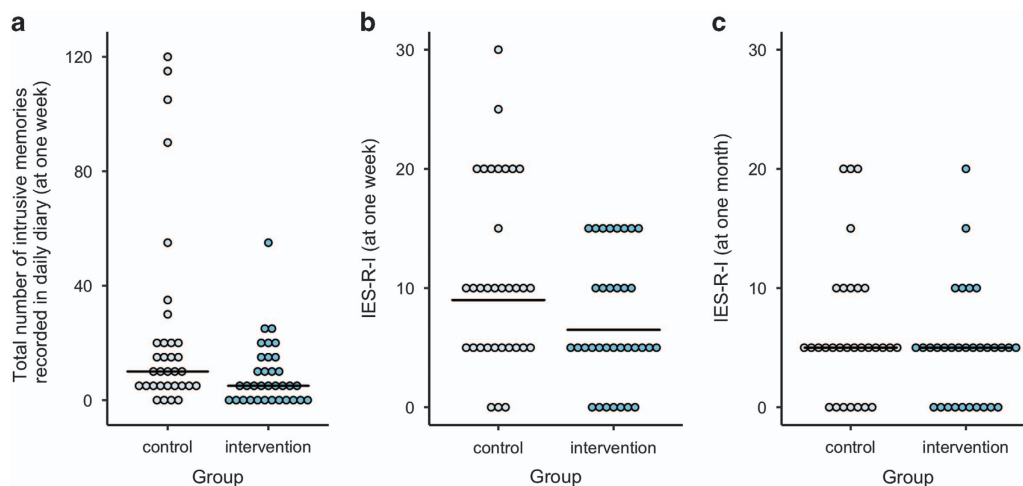 a
Total number of intrusive memories
recorded in daily diary (at one week)
120
80
40
0
control
intervention
Group
b
IES-R-I (at one week)
30
20
10
0
control
intervention
Group
c
IES-R-I (at one month)
30
20
10
0
control
intervention
Group